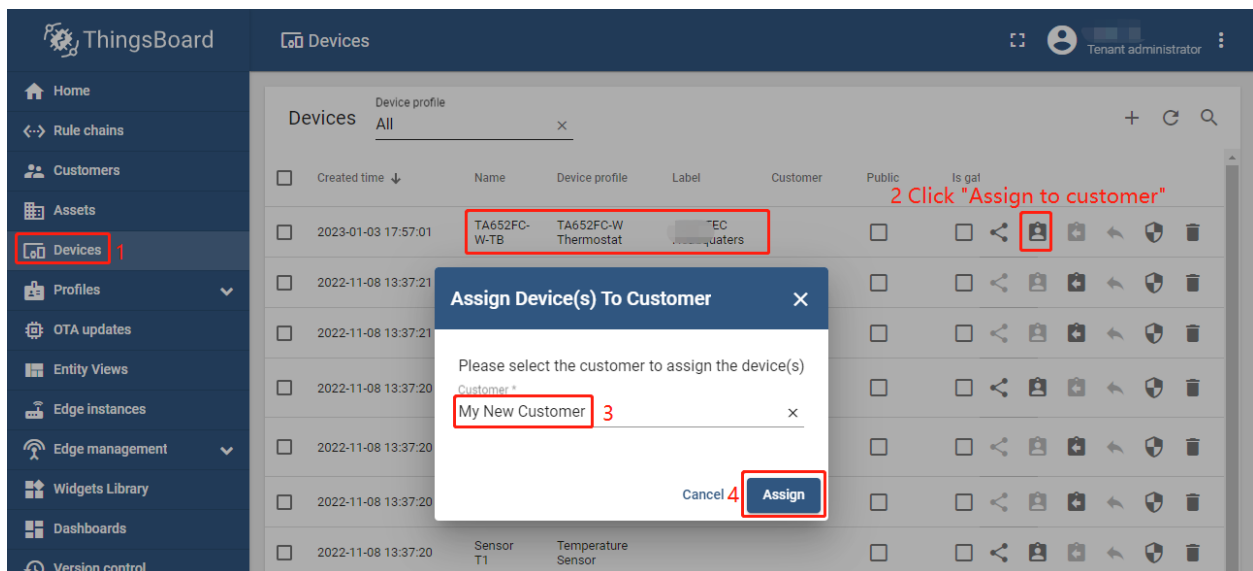 ThingsBoard
Devices
Tenant administrator
Home
Rule chains
Customers
Assets
Devices 1
Profiles
OTA updates
Entity Views
Edge instances
Edge management
Widgets Library
Dashboards
Version control
Devices
Device profile
All
Created time Name Device profile Label Customer Public Is gat
2 Click "Assign to customer"
2023-01-03 17:57:01 TA652FC-W-TB TA652FC-W Thermostat
2022-11-08 13:37:21
2022-11-08 13:37:21
2022-11-08 13:37:20
2022-11-08 13:37:20
2022-11-08 13:37:20
2022-11-08 13:37:20 Sensor T1 Temperature Sensor
Assign Device(s) To Customer
Please select the customer to assign the device(s)
Customer *
My New Customer 3
Cancel 4 Assign